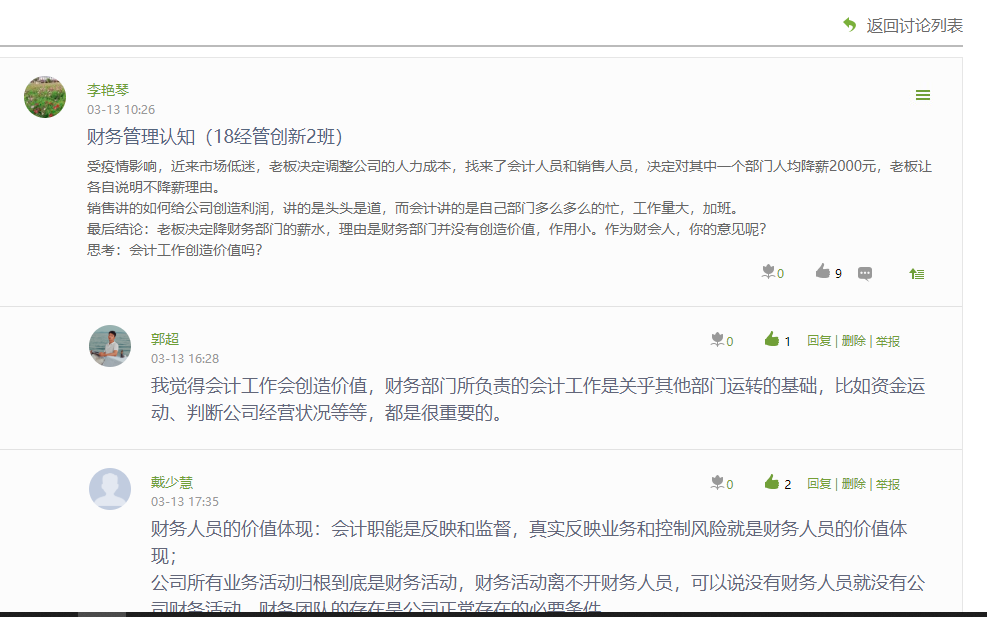 返回讨论列表
李艳琴
03-13 10:26
财务管理认知（18经管创新2班）
受疫情影响，近来市场低迷，老板决定调整公司的人力成本，找来了会计人员和销售人员，决定对其中一个部门人均降薪2000元，老板让
各自说明不降薪理由。
销售讲的如何给公司创造利润，讲的是头头是道，而会计讲的是自己部门多么多么的忙，工作量大，加班。
最后结论：老板决定降财务部门的薪水，理由是财务部门并没有创造价值，作用小。作为财会人，你的意见呢？
思考：会计工作创造价值吗？
0 9
郭超
0 1 回复 | 删除 | 举报
03-13 16:28
我觉得会计工作会创造价值，财务部门所负责的会计工作是关乎其他部门运转的基础，比如资金运
动、判断公司经营状况等等，都是很重要的。
戴少慧
0 2 回复 | 删除 | 举报
03-13 17:35
财务人员的价值体现：会计职能是反映和监督，真实反映业务和控制风险就是财务人员的价值体
现；
公司所有业务活动归根到底是财务活动，财务活动离不开财务人员，可以说没有财务人员就没有公
司财务活动，财务团队的存在是公司正常存在的必要条件